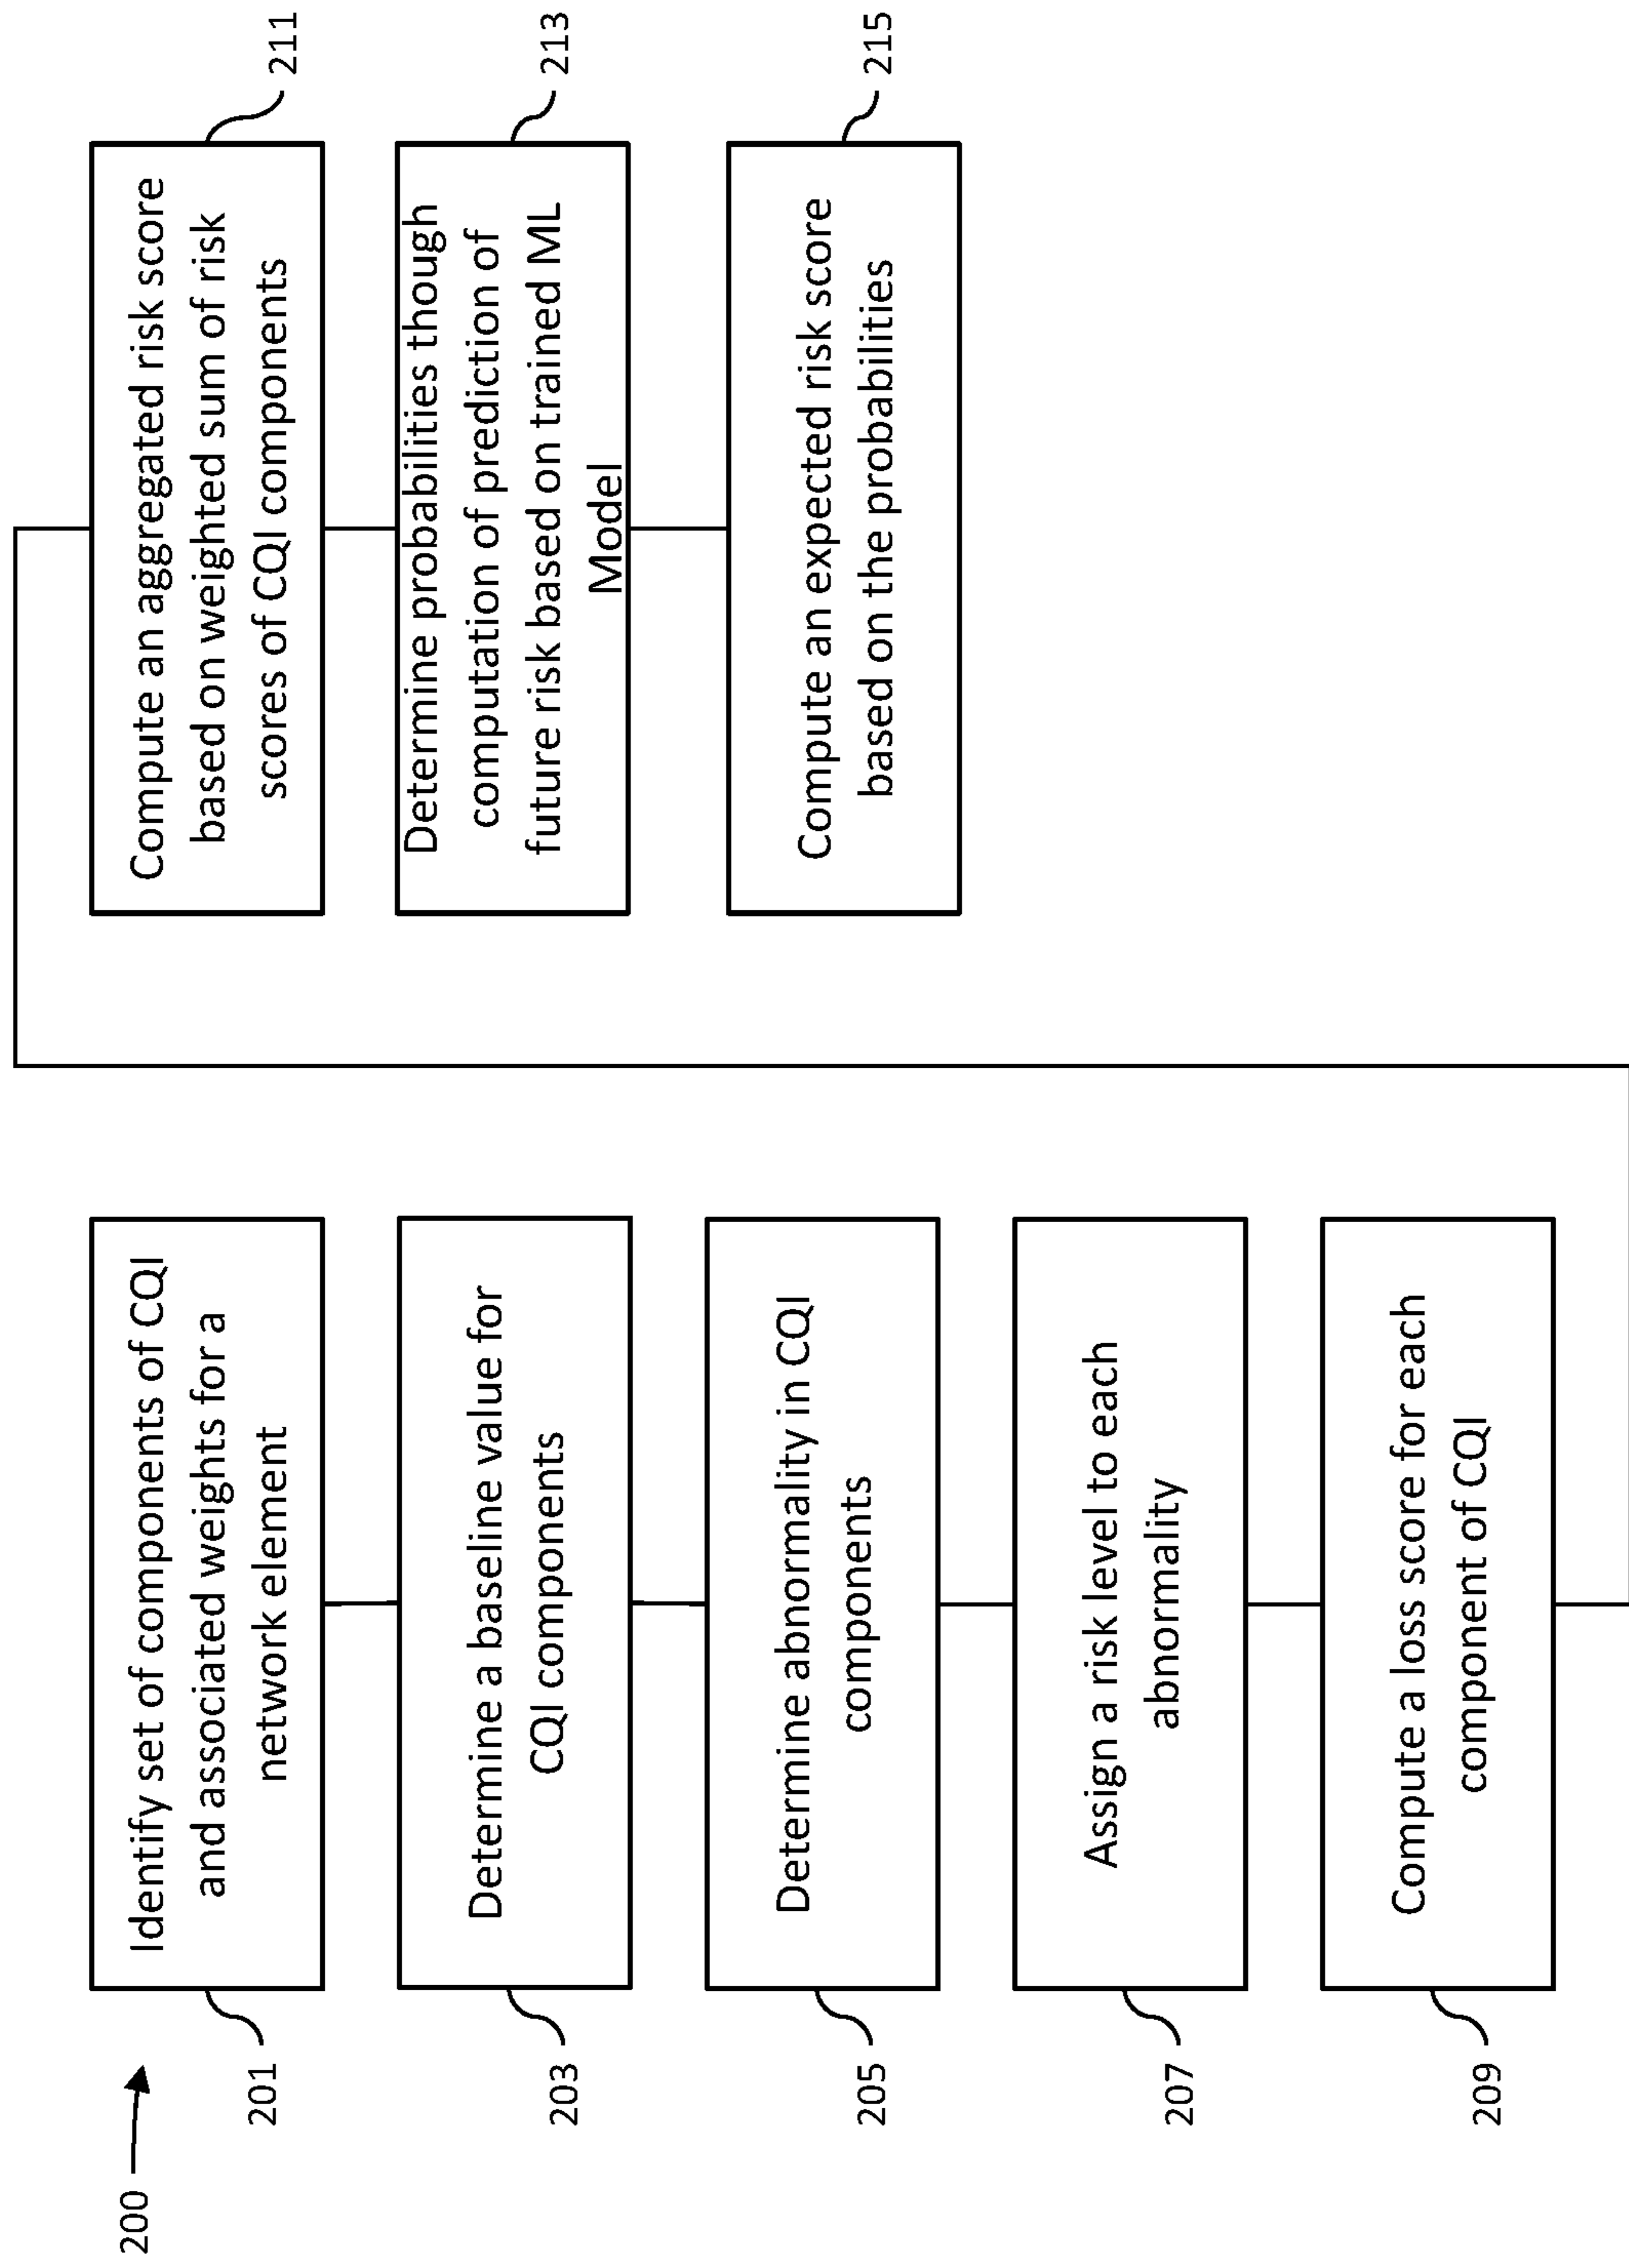 200
201
Identify set of components of CQI
and associated weights for a
network element
203
Determine a baseline value for
CQI components
205
Determine abnormality in CQI
components
207
Assign a risk level to each
abnormality
209
Compute a loss score for each
component of CQI
211
Compute an aggregated risk score
based on weighted sum of risk
scores of CQI components
213
Determine probabilities though
computation of prediction of
future risk based on trained ML
Model
215
Compute an expected risk score
based on the probabilities